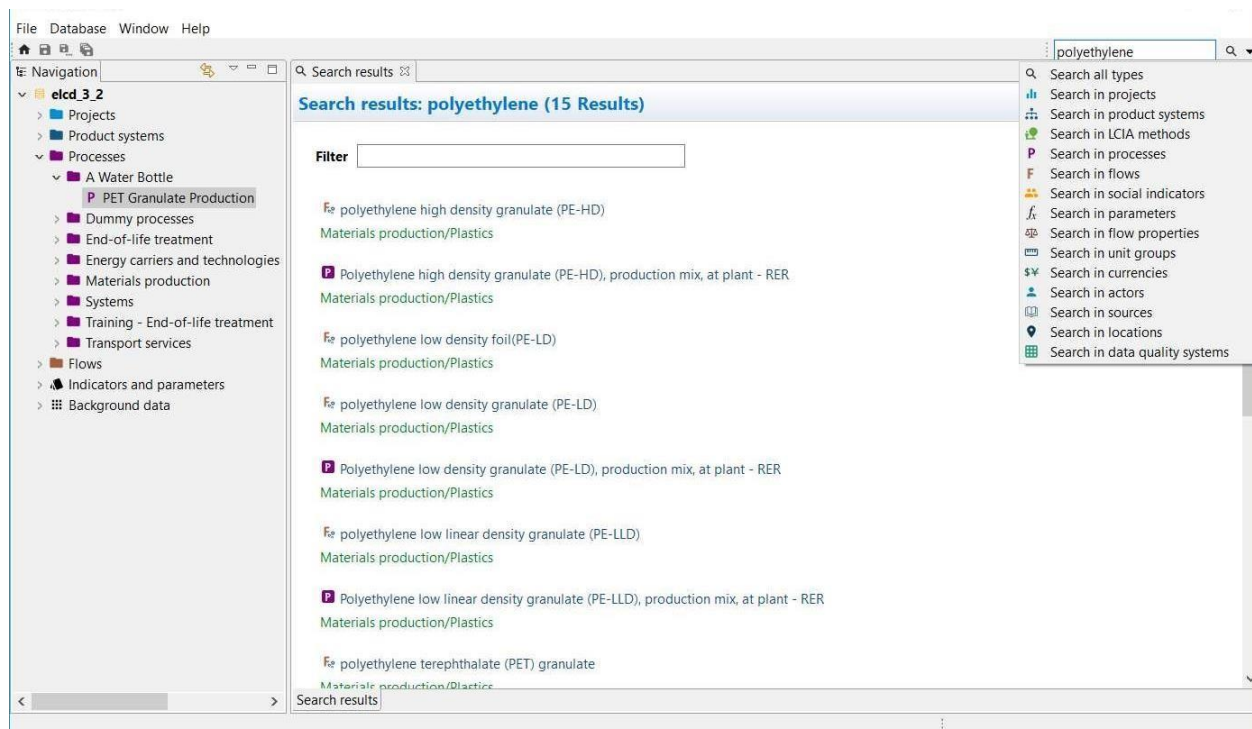 File Database Window Help
polyethylene
Navigation
elcd_3_2
Projects
Product systems
Processes
A Water Bottle
P PET Granulate Production
Dummy processes
End-of-life treatment
Energy carriers and technologies
Materials production
Systems
Training - End-of-life treatment
Transport services
Flows
Indicators and parameters
Background data
Search results
Search results: polyethylene (15 Results)
Filter
polyethylene high density granulate (PE-HD)
Materials production/Plastics
P Polyethylene high density granulate (PE-HD), production mix, at plant - RER
Materials production/Plastics
polyethylene low density foil(PE-LD)
Materials production/Plastics
polyethylene low density granulate (PE-LD)
Materials production/Plastics
P Polyethylene low density granulate (PE-LD), production mix, at plant - RER
Materials production/Plastics
polyethylene low linear density granulate (PE-LLD)
Materials production/Plastics
P Polyethylene low linear density granulate (PE-LLD), production mix, at plant - RER
Materials production/Plastics
polyethylene terephthalate (PET) granulate
Materials production/Plastics
Search results
Search all types
Search in projects
Search in product systems
Search in LCIA methods
P Search in processes
F Search in flows
Search in social indicators
fx Search in parameters
Search in flow properties
Search in unit groups
$¥ Search in currencies
Search in actors
Search in sources
Search in locations
Search in data quality systems